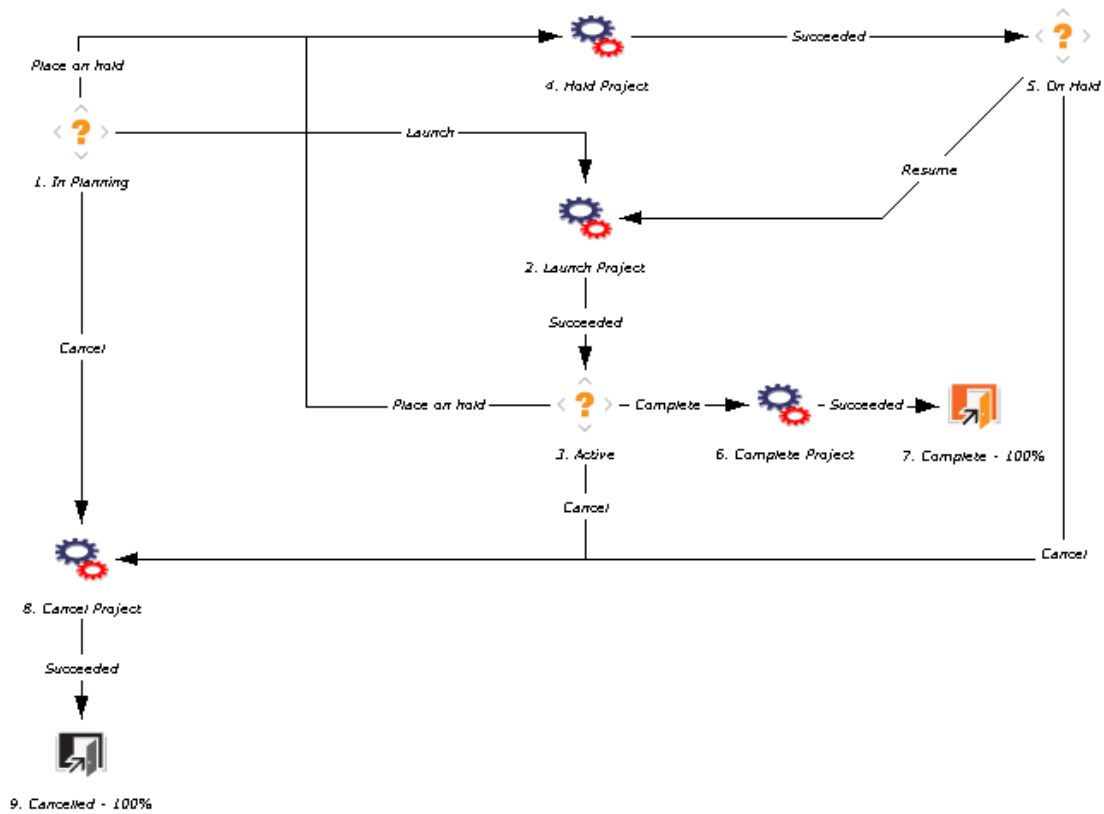 Succeeded
Place on hold
4. Hold Project
5. On Hold
Launch
1. In Planning
Resume
2. Launch Project
Succeeded
Cancel
Place on hold
Complete
Succeeded
3. Active
6. Complete Project
7. Complete - 100%
Cancel
Cancel
8. Cancel Project
Succeeded
9. Cancelled - 100%